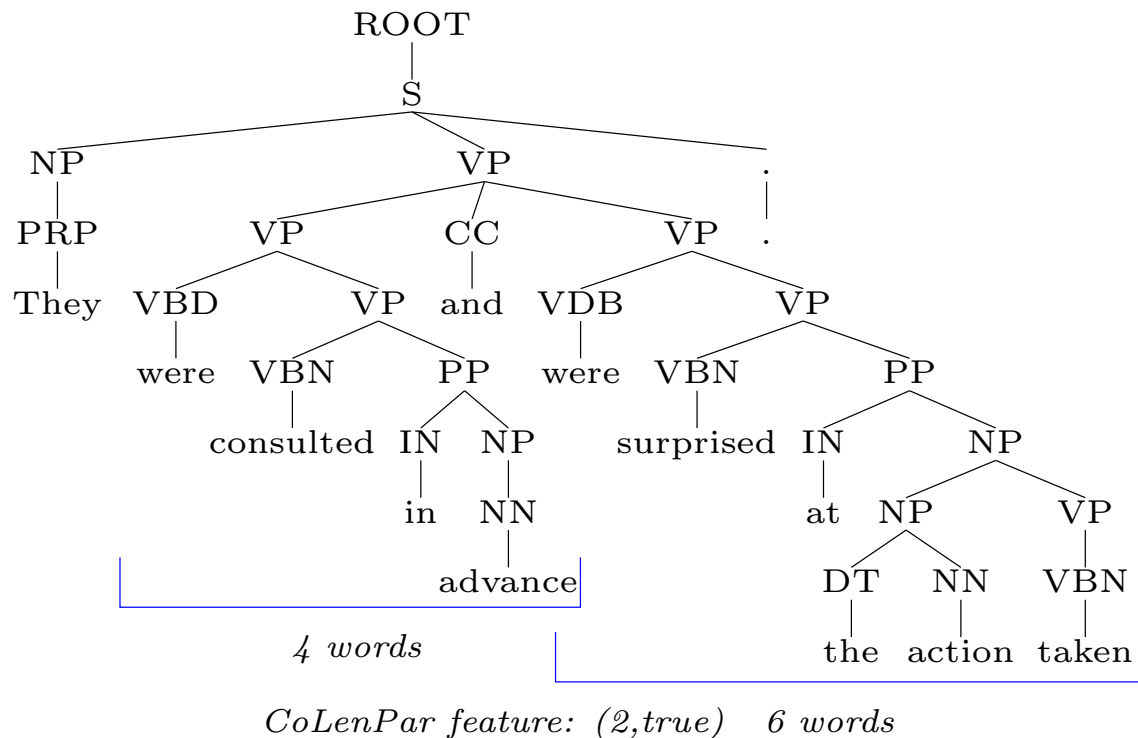 ROOT
S
NP VP .
PRP VP CC VP .
They VBD VP and VDB VP
were VBN PP were VBN PP
consulted IN NP surprised IN NP
in NN at NP VP
advance DT NN VBN
4 words the action taken
CoLenPar feature: (2,true) 6 words